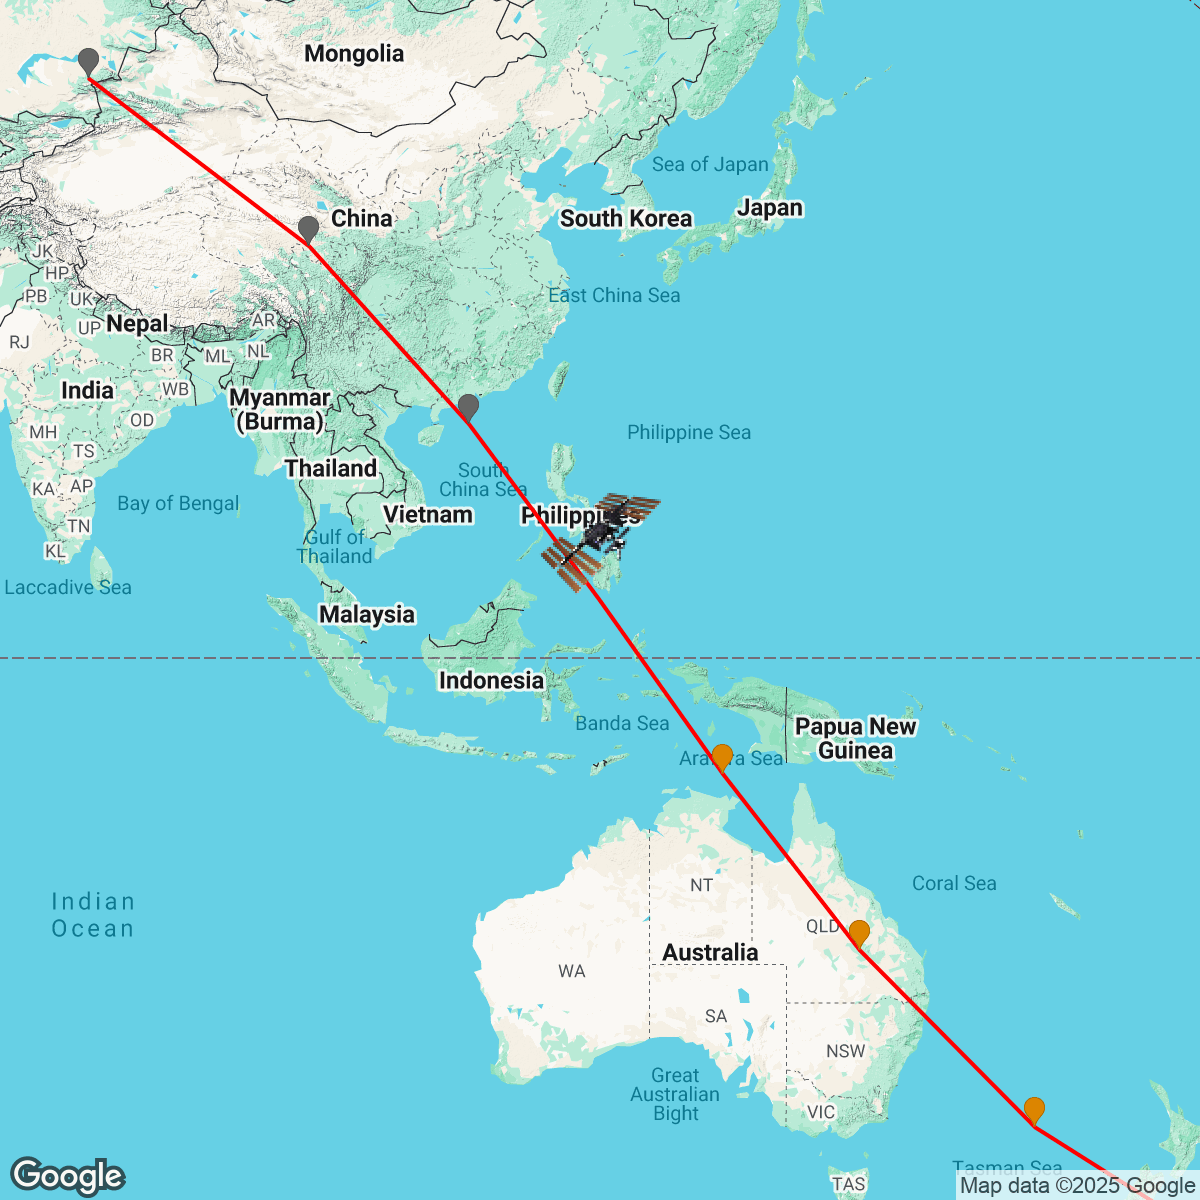 Mongolia
Sea of Japan
China
South Korea
Japan
JK
HP
PB
UK
East China Sea
UP
Nepal
AR
RJ
BR
ML
NL
India
WB
Myanmar
(Burma)
OD
MH
TS
Philippine Sea
Thailand
South
China Sea
KA
AP
Bay of Bengal
Vietnam
Philippines
TN
Gulf of
Thailand
KL
Laccadive Sea
Malaysia
Indonesia
Banda Sea
Papua New
Guinea
Arafura Sea
NT
Coral Sea
Indian
Ocean
QLD
Australia
WA
SA
NSW
Great
Australian
Bight
VIC
Tasman Sea
TAS
Google
Map data ©2025 Google